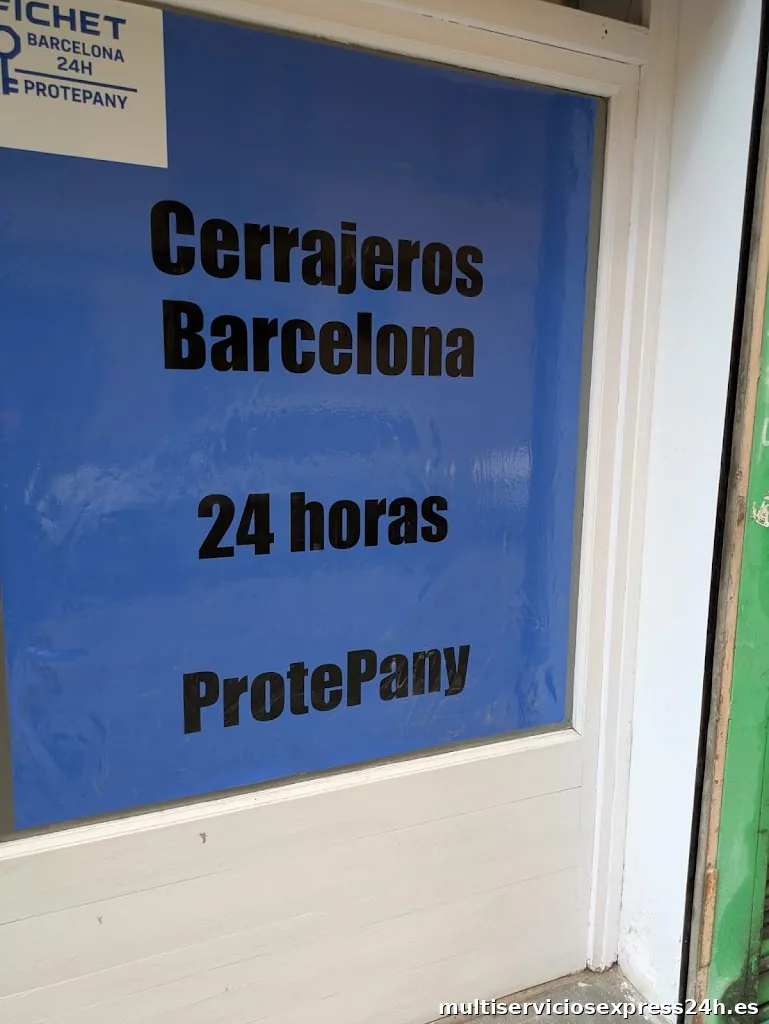 FICHET
BARCELONA
24H
PROTEPANY
Cerrajeros
Barcelona
24 horas
ProtePany
multiserviciosexpress24h.es